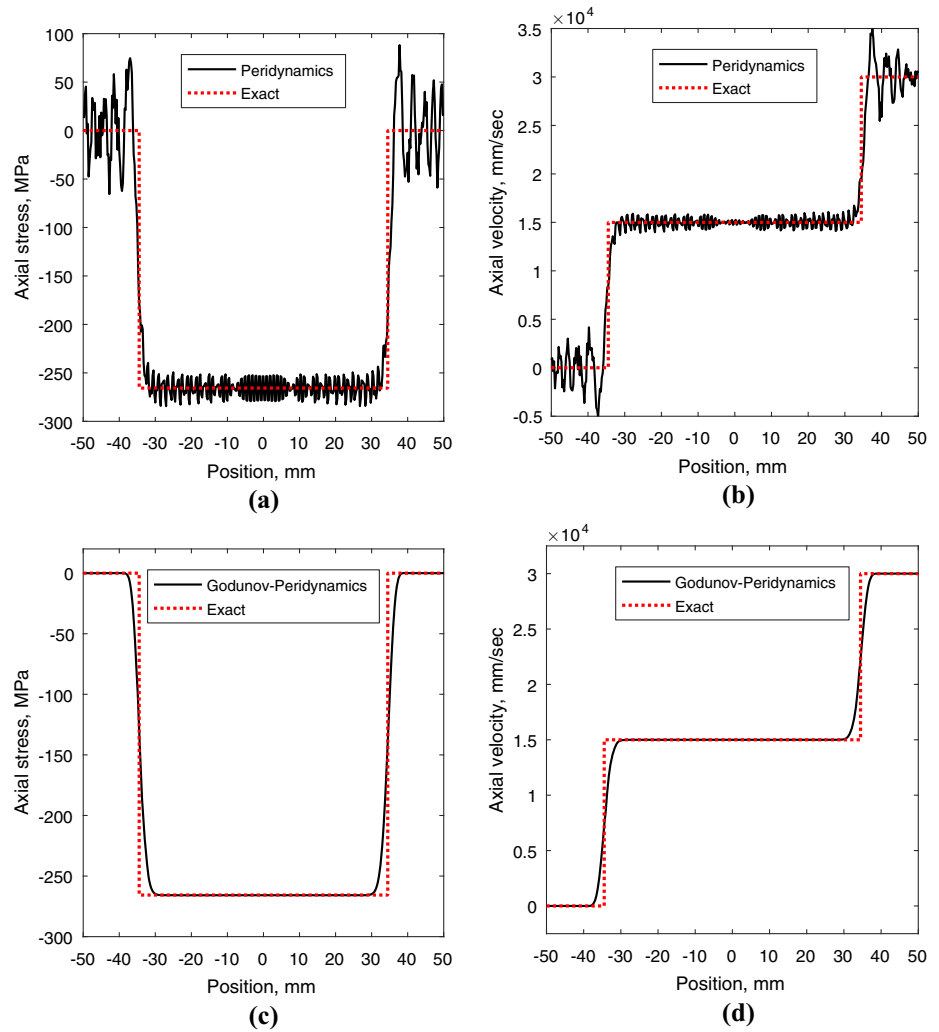 100
50
0
-50
-100
-150
-200
-250
-300
Axial stress, MPa
Peridynamics
Exact
-50 -40 -30 -20 -10 0 10 20 30 40 50
Position, mm
(a)
×10⁴
3.5
3
2.5
2
1.5
1
0.5
0
-0.5
Axial velocity, mm/sec
Peridynamics
Exact
-50 -40 -30 -20 -10 0 10 20 30 40 50
Position, mm
(b)
0
-50
-100
-150
-200
-250
-300
Axial stress, MPa
Godunov-Peridynamics
Exact
-50 -40 -30 -20 -10 0 10 20 30 40 50
Position, mm
(c)
×10⁴
3
2.5
2
1.5
1
0.5
0
Axial velocity, mm/sec
Godunov-Peridynamics
Exact
-50 -40 -30 -20 -10 0 10 20 30 40 50
Position, mm
(d)